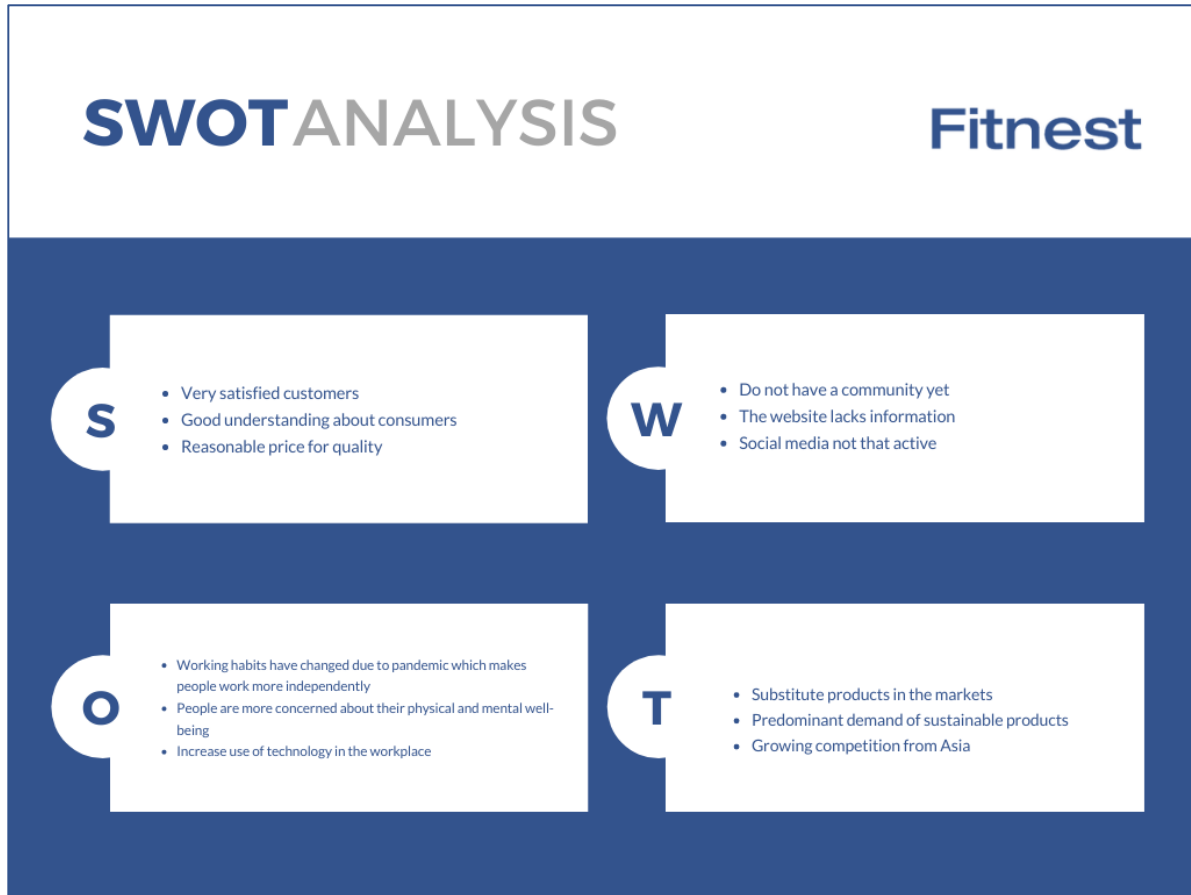 SWOT ANALYSIS
Fitnest
S
• Very satisfied customers
• Good understanding about consumers
• Reasonable price for quality
W
• Do not have a community yet
• The website lacks information
• Social media not that active
O
• Working habits have changed due to pandemic which makes
people work more independently
• People are more concerned about their physical and mental well-
being
• Increase use of technology in the workplace
T
• Substitute products in the markets
• Predominant demand of sustainable products
• Growing competition from Asia